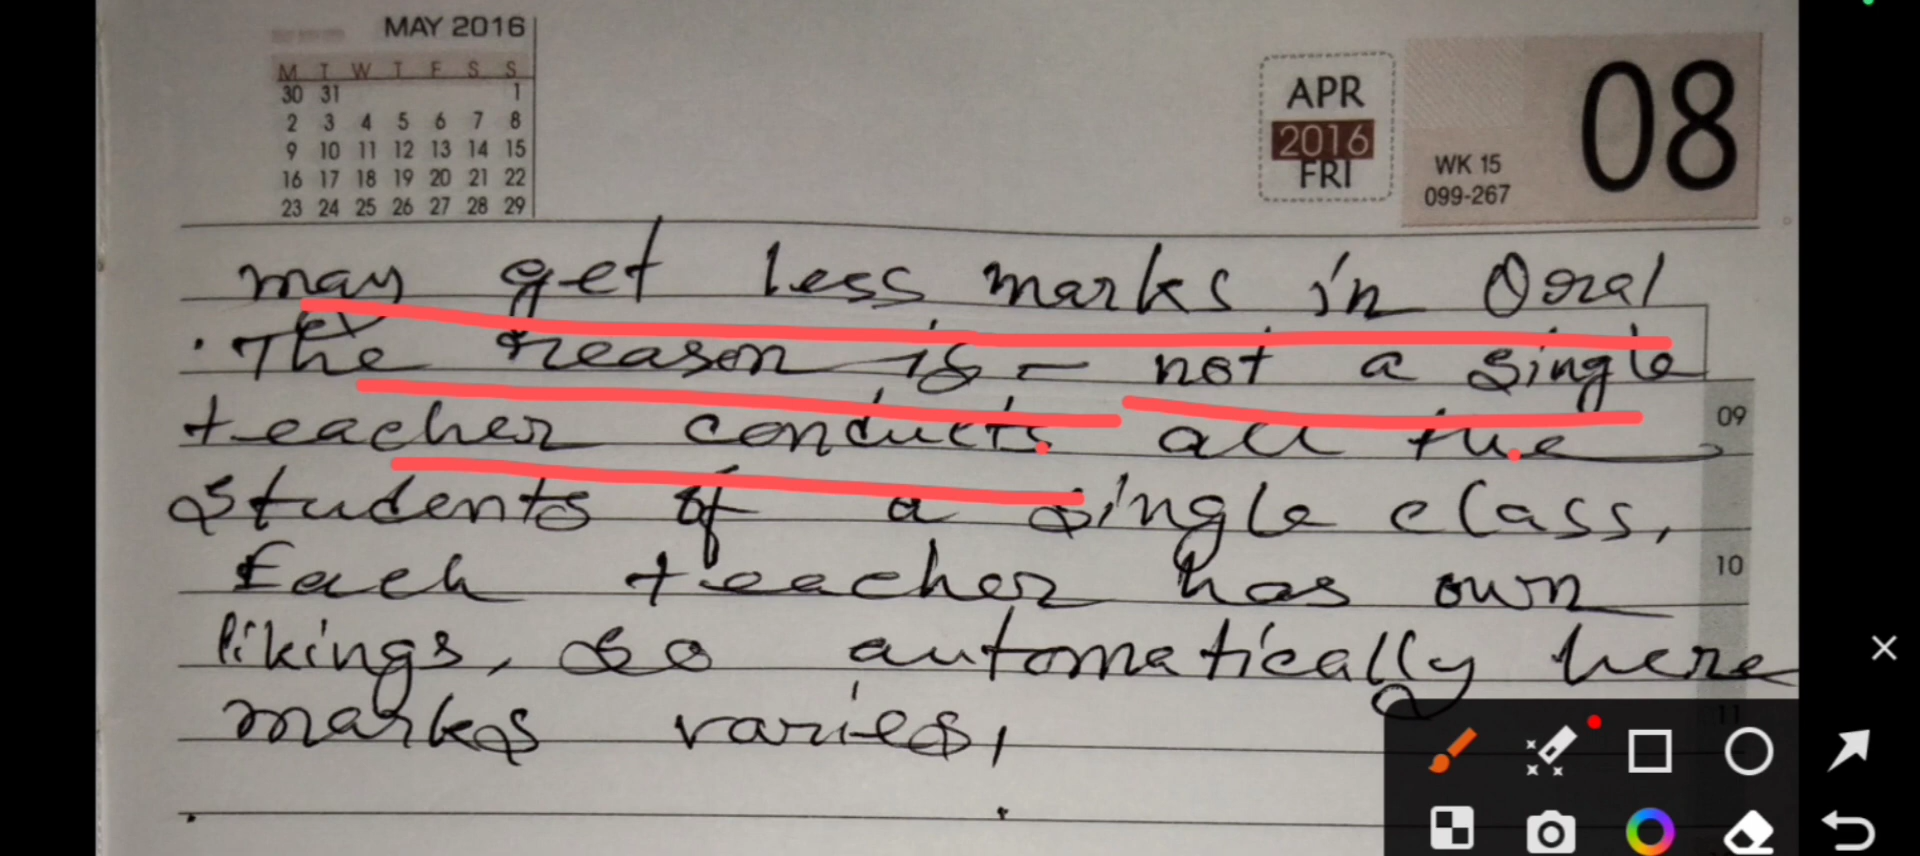 MAY 2016
M T W T F S S
30 31 1
2 3 4 5 6 7 8
9 10 11 12 13 14 15
16 17 18 19 20 21 22
23 24 25 26 27 28 29
APR
2016
FRI
WK 15
099-267
08
may get less marks in Oral
. The reason is - not a single
teacher conducts all the
09
students of a single class,
Each teacher has own
10
likings, so automatically here
marks varies,
11